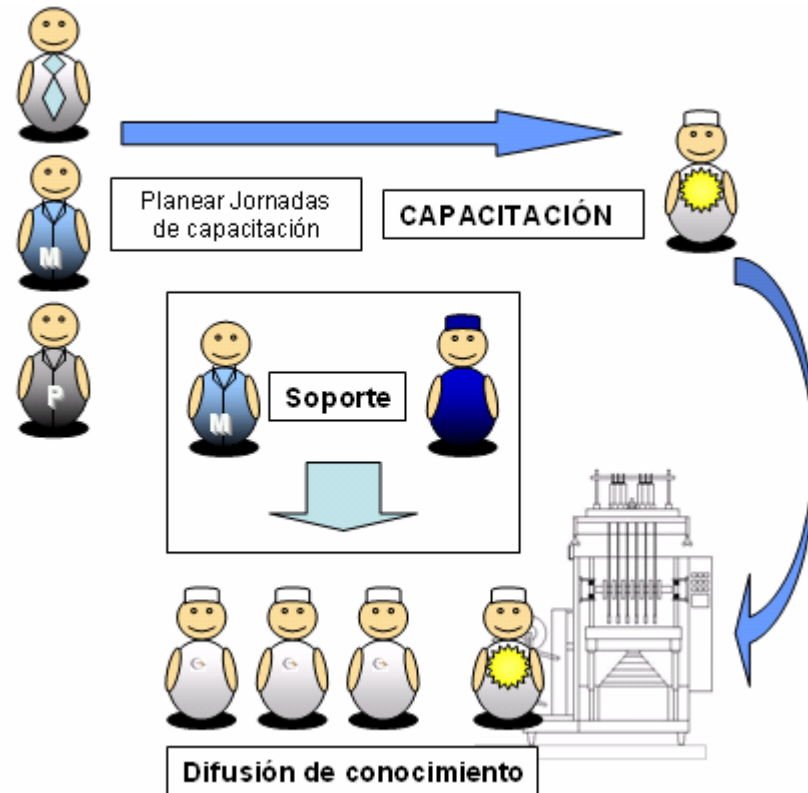 Planear Jornadas
de capacitación
CAPACITACIÓN
M
P
M
Soporte
Difusión de conocimiento